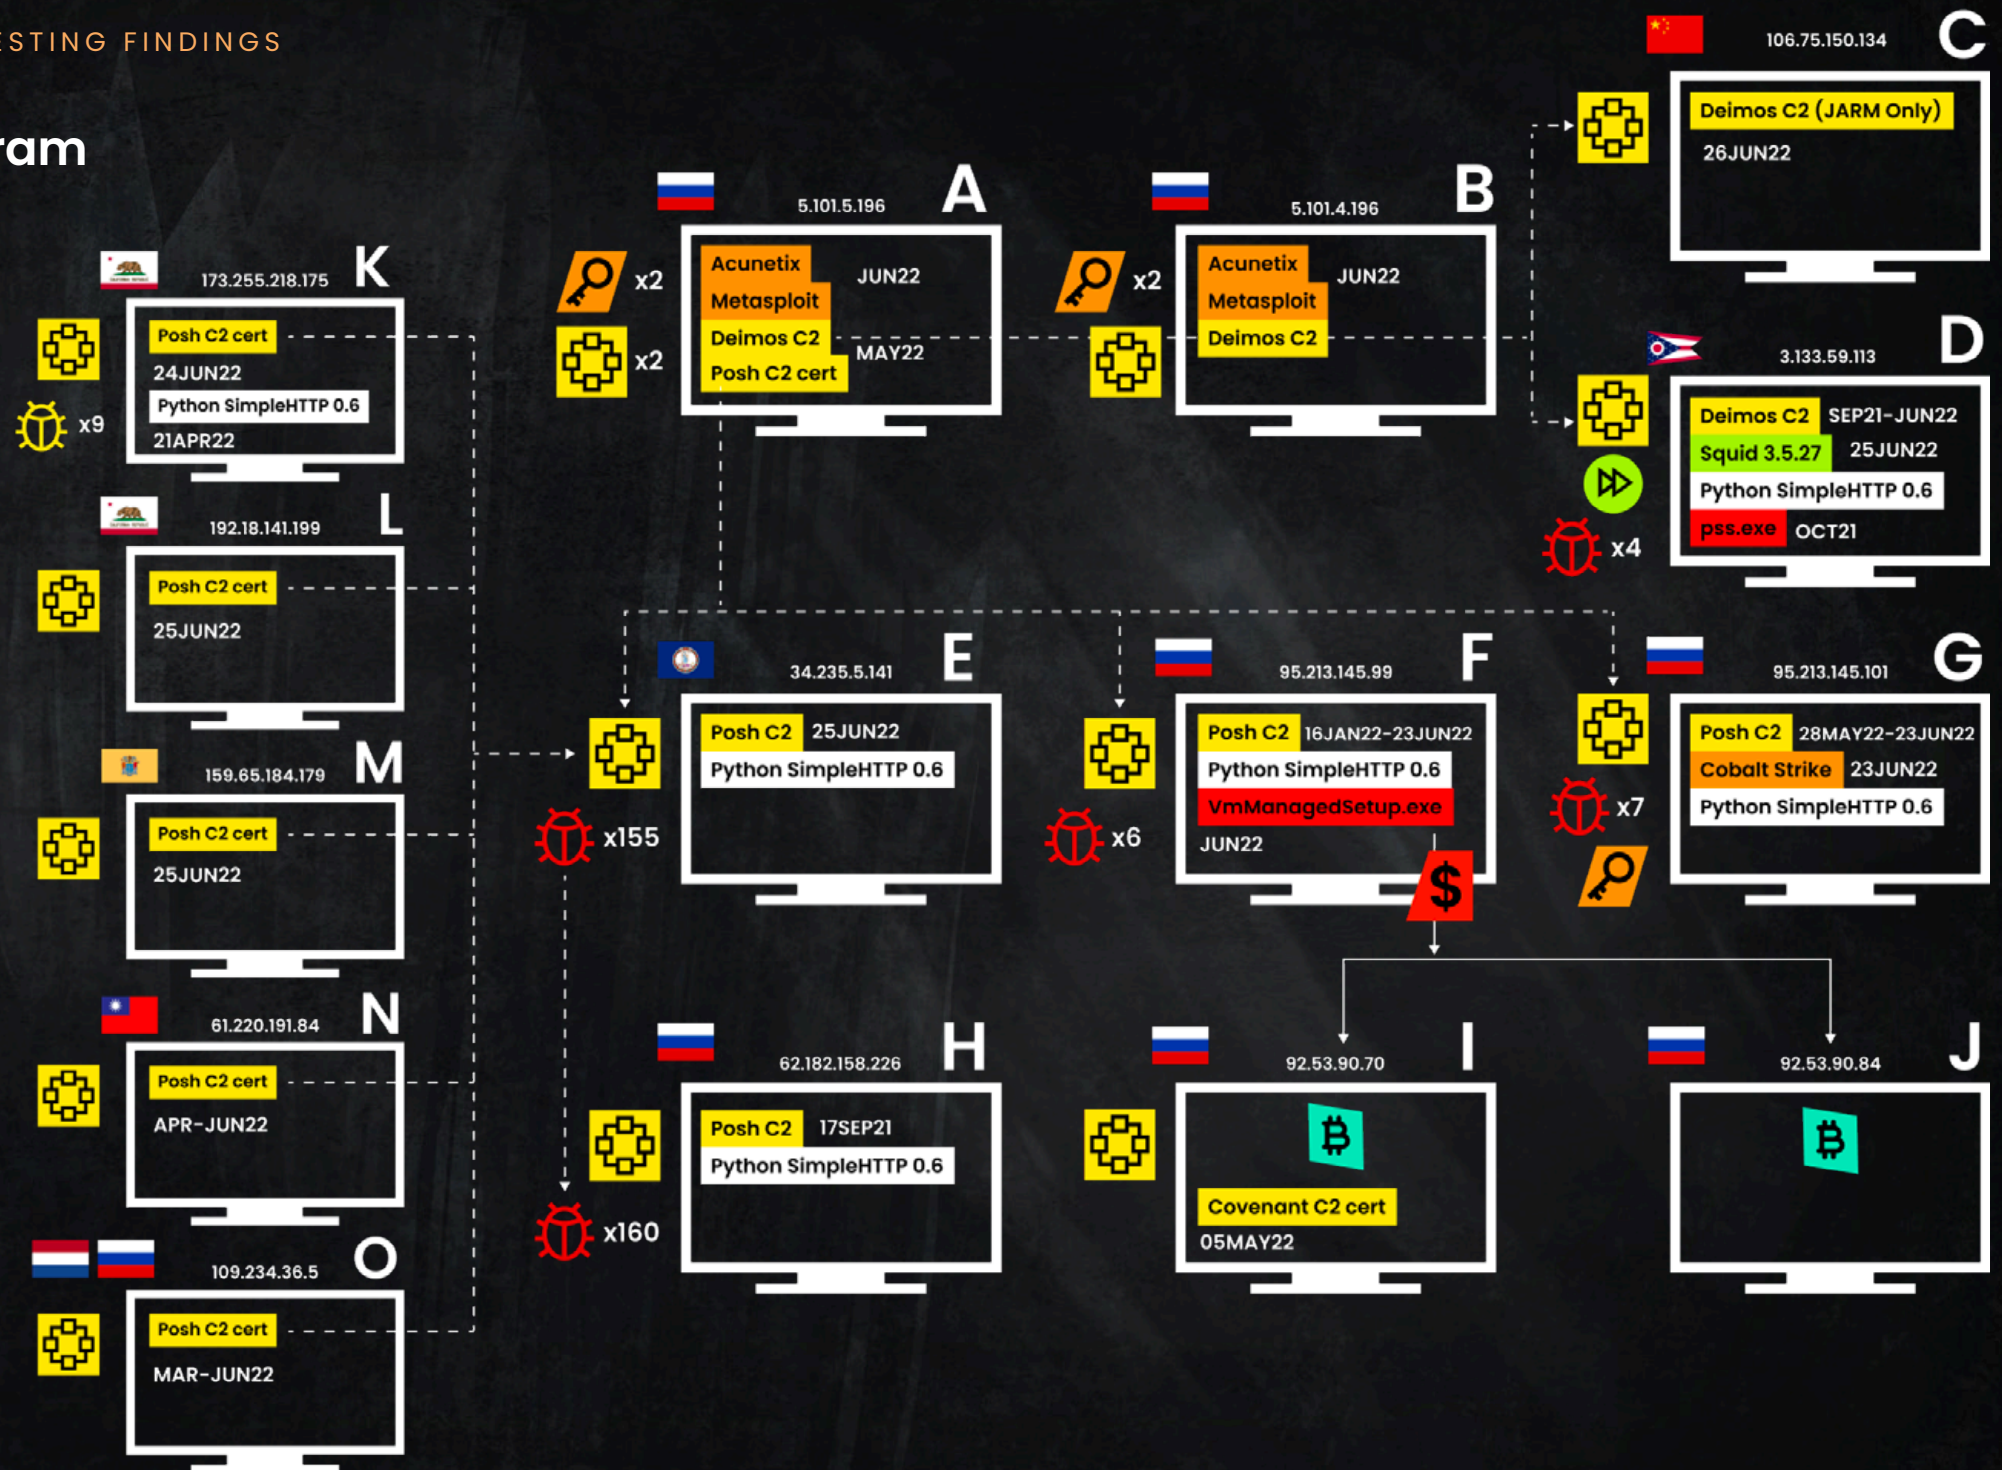 ESTING FINDINGS
ram
106.75.150.134 C
Deimos C2 (JARM Only)
26JUN22
5.101.5.196 A
x2
x2
Acunetix
Metasploit
JUN22
Deimos C2
Posh C2 cert
MAY22
5.101.4.196 B
x2
Acunetix
Metasploit
JUN22
Deimos C2
3.133.59.113 D
Deimos C2 SEP21-JUN22
Squid 3.5.27 25JUN22
Python SimpleHTTP 0.6
pss.exe OCT21
x4
173.255.218.175 K
Posh C2 cert
24JUN22
Python SimpleHTTP 0.6
21APR22
x9
192.18.141.199 L
Posh C2 cert
25JUN22
159.65.184.179 M
Posh C2 cert
25JUN22
61.220.191.84 N
Posh C2 cert
APR-JUN22
109.234.36.5 O
Posh C2 cert
MAR-JUN22
34.235.5.141 E
Posh C2 25JUN22
Python SimpleHTTP 0.6
x155
95.213.145.99 F
Posh C2 16JAN22-23JUN22
Python SimpleHTTP 0.6
VmManagedSetup.exe
JUN22
x6
$
95.213.145.101 G
Posh C2 28MAY22-23JUN22
Cobalt Strike 23JUN22
Python SimpleHTTP 0.6
x7
62.182.158.226 H
Posh C2 17SEP21
Python SimpleHTTP 0.6
x160
92.53.90.70 I
Covenant C2 cert
05MAY22
92.53.90.84 J